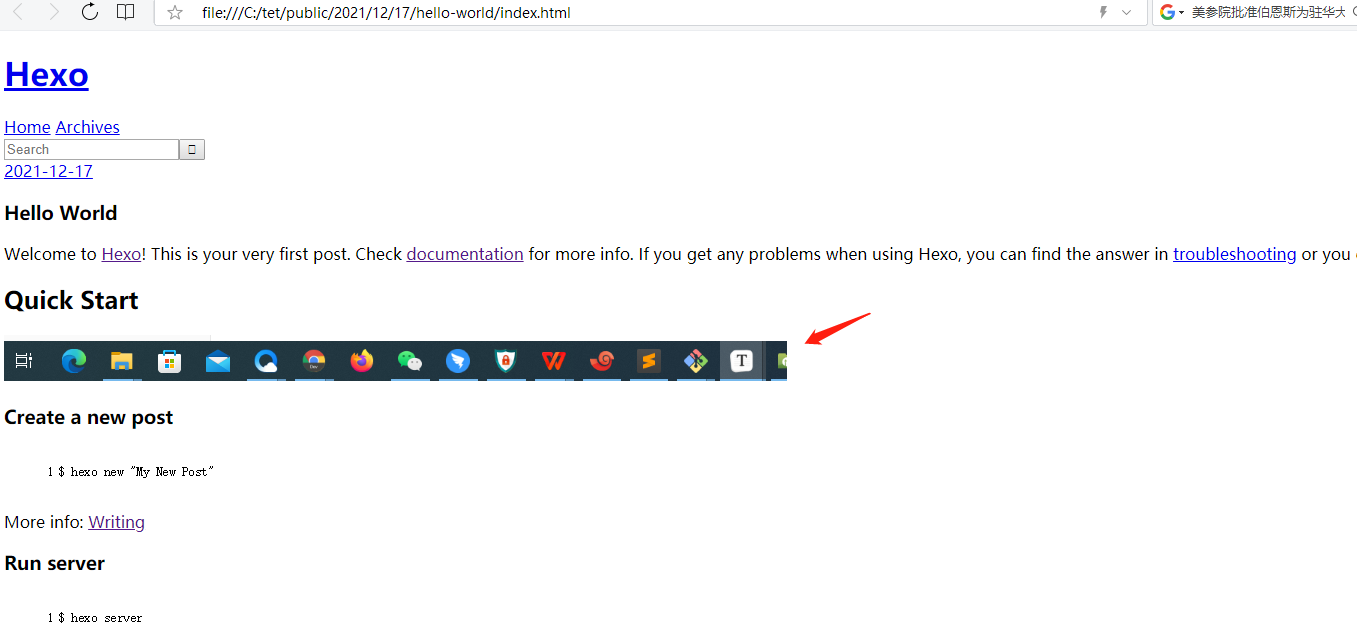 file:///C:/tet/public/2021/12/17/hello-world/index.html
美参院批准伯恩斯为驻华大
Hexo
Home Archives
Search
2021-12-17
Hello World
Welcome to Hexo! This is your very first post. Check documentation for more info. If you get any problems when using Hexo, you can find the answer in troubleshooting or you
Quick Start
Dev
T
Create a new post
1 $ hexo new "My New Post"
More info: Writing
Run server
1 $ hexo server